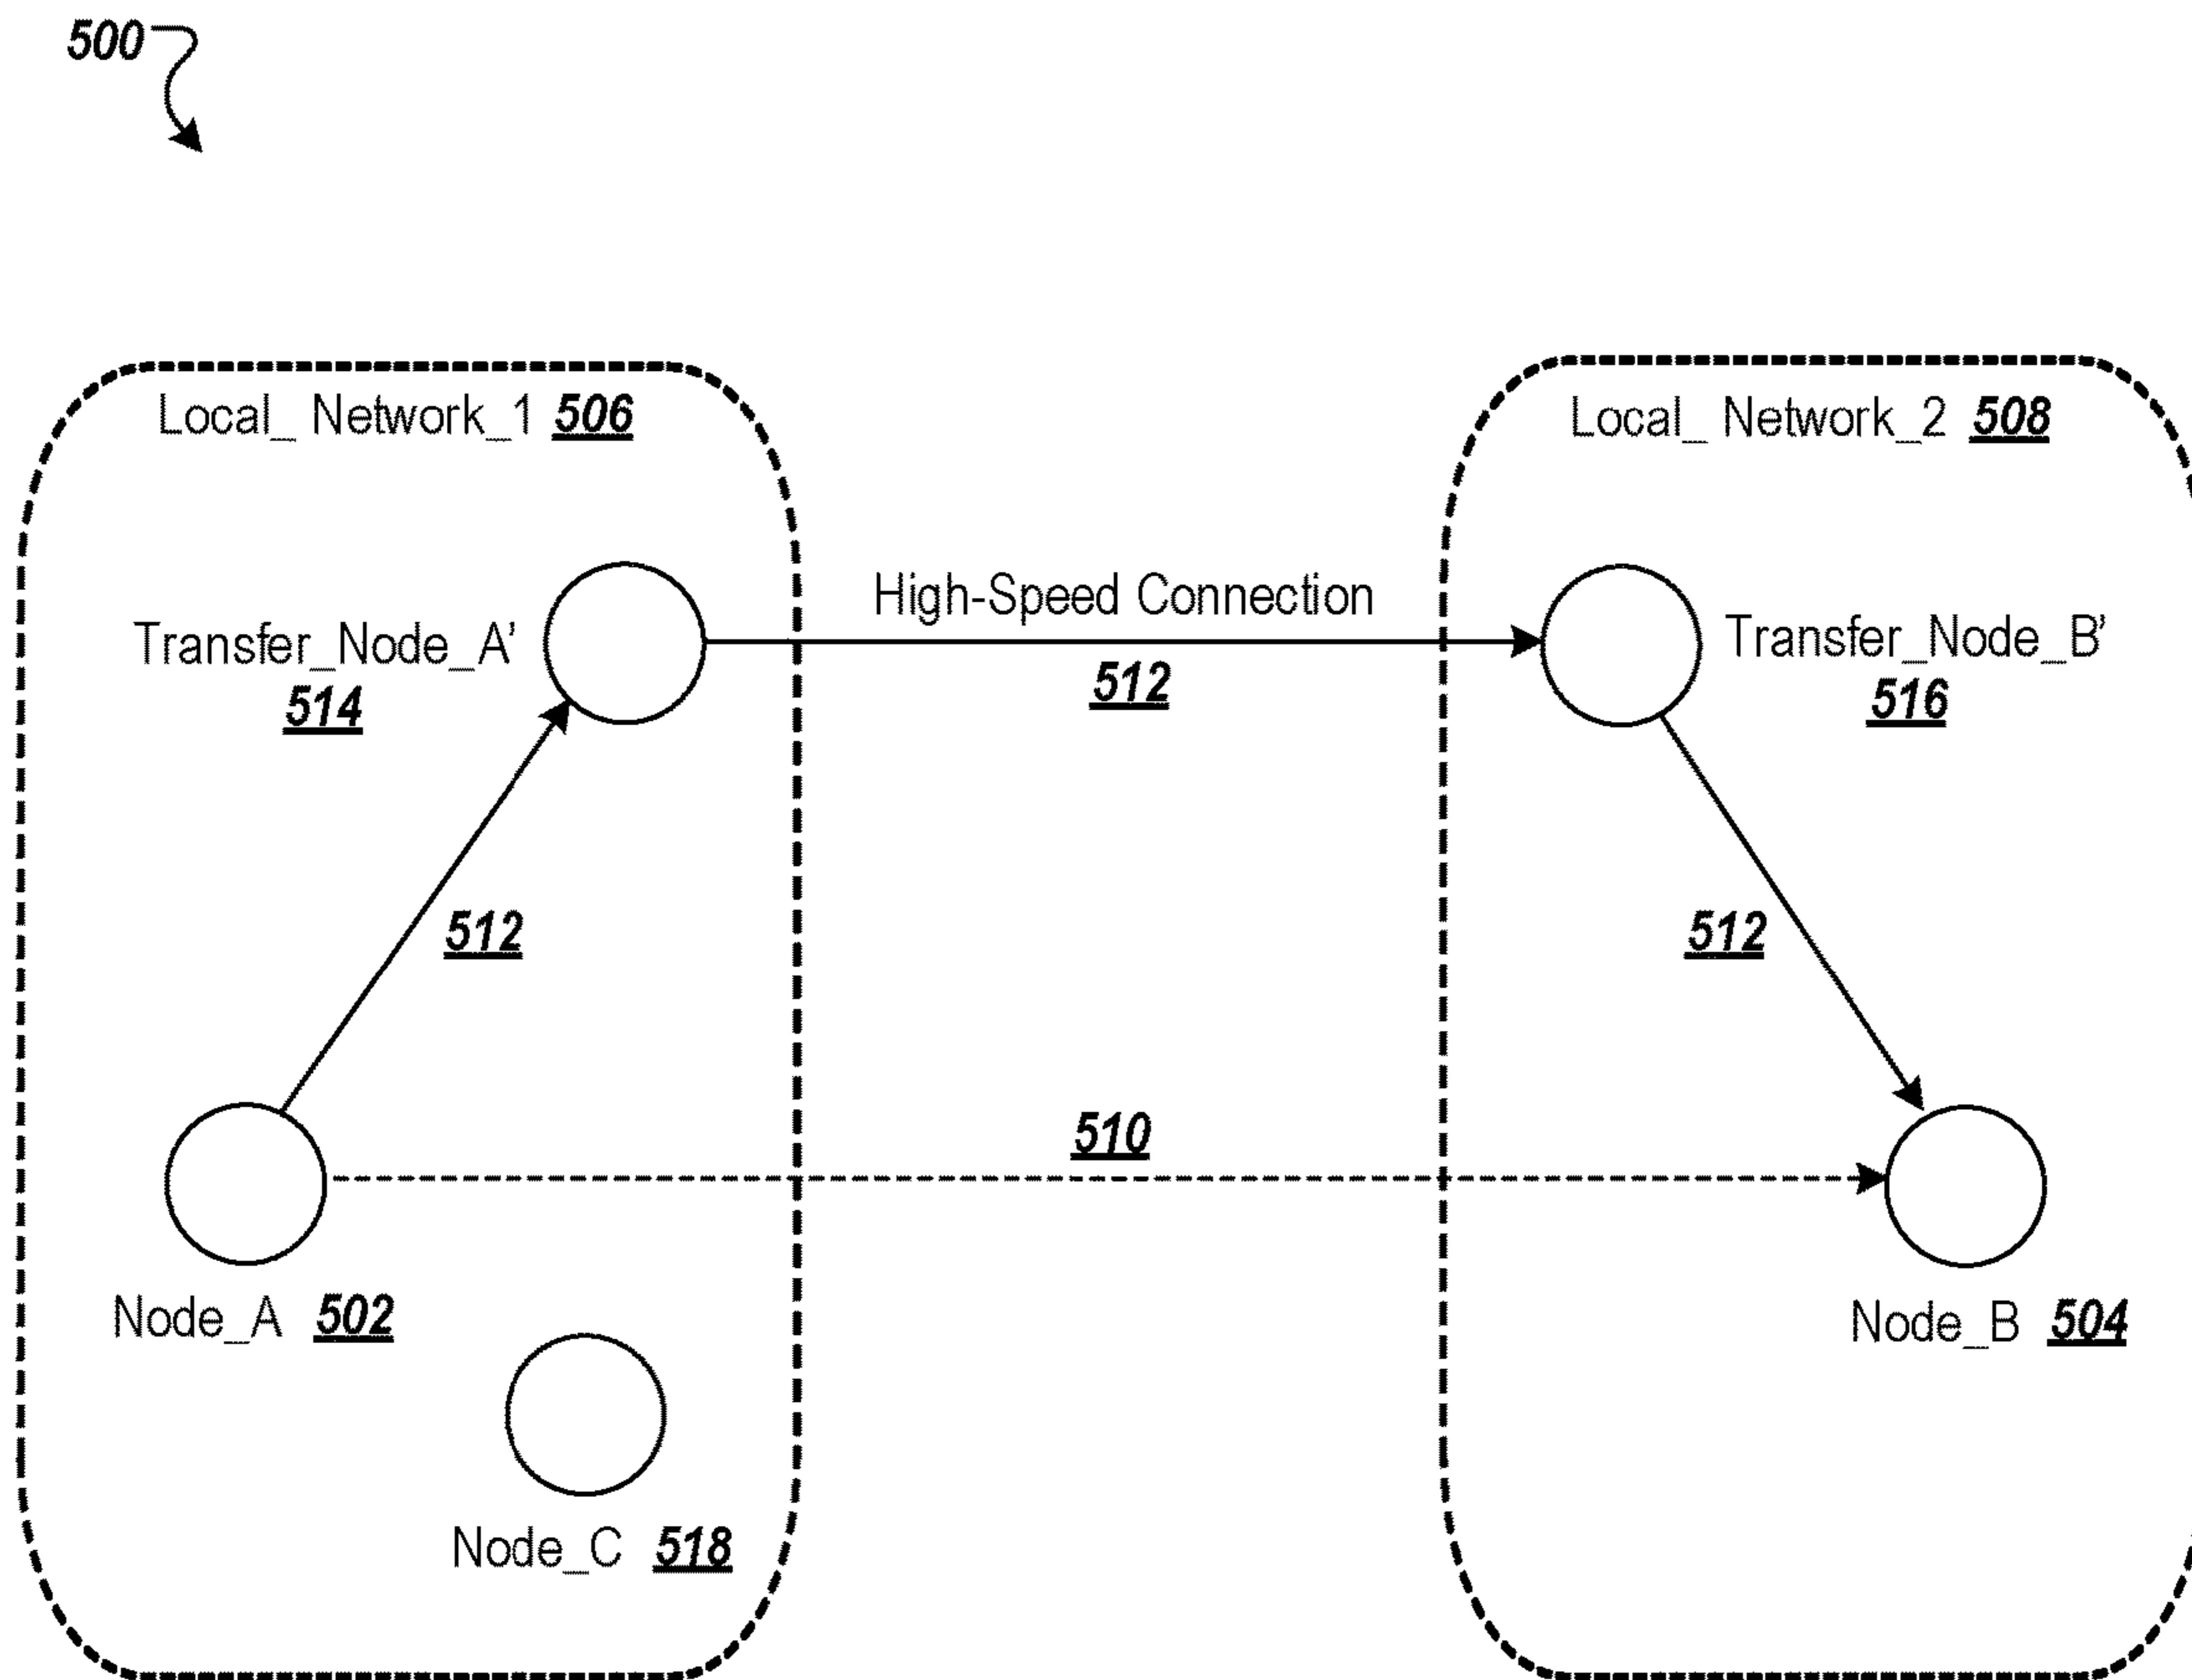 500
Local_ Network_1 506
Local_ Network_2 508
High-Speed Connection
512
Transfer_Node_A'
514
Transfer_Node_B'
516
512
512
510
Node_A 502
Node_B 504
Node_C 518